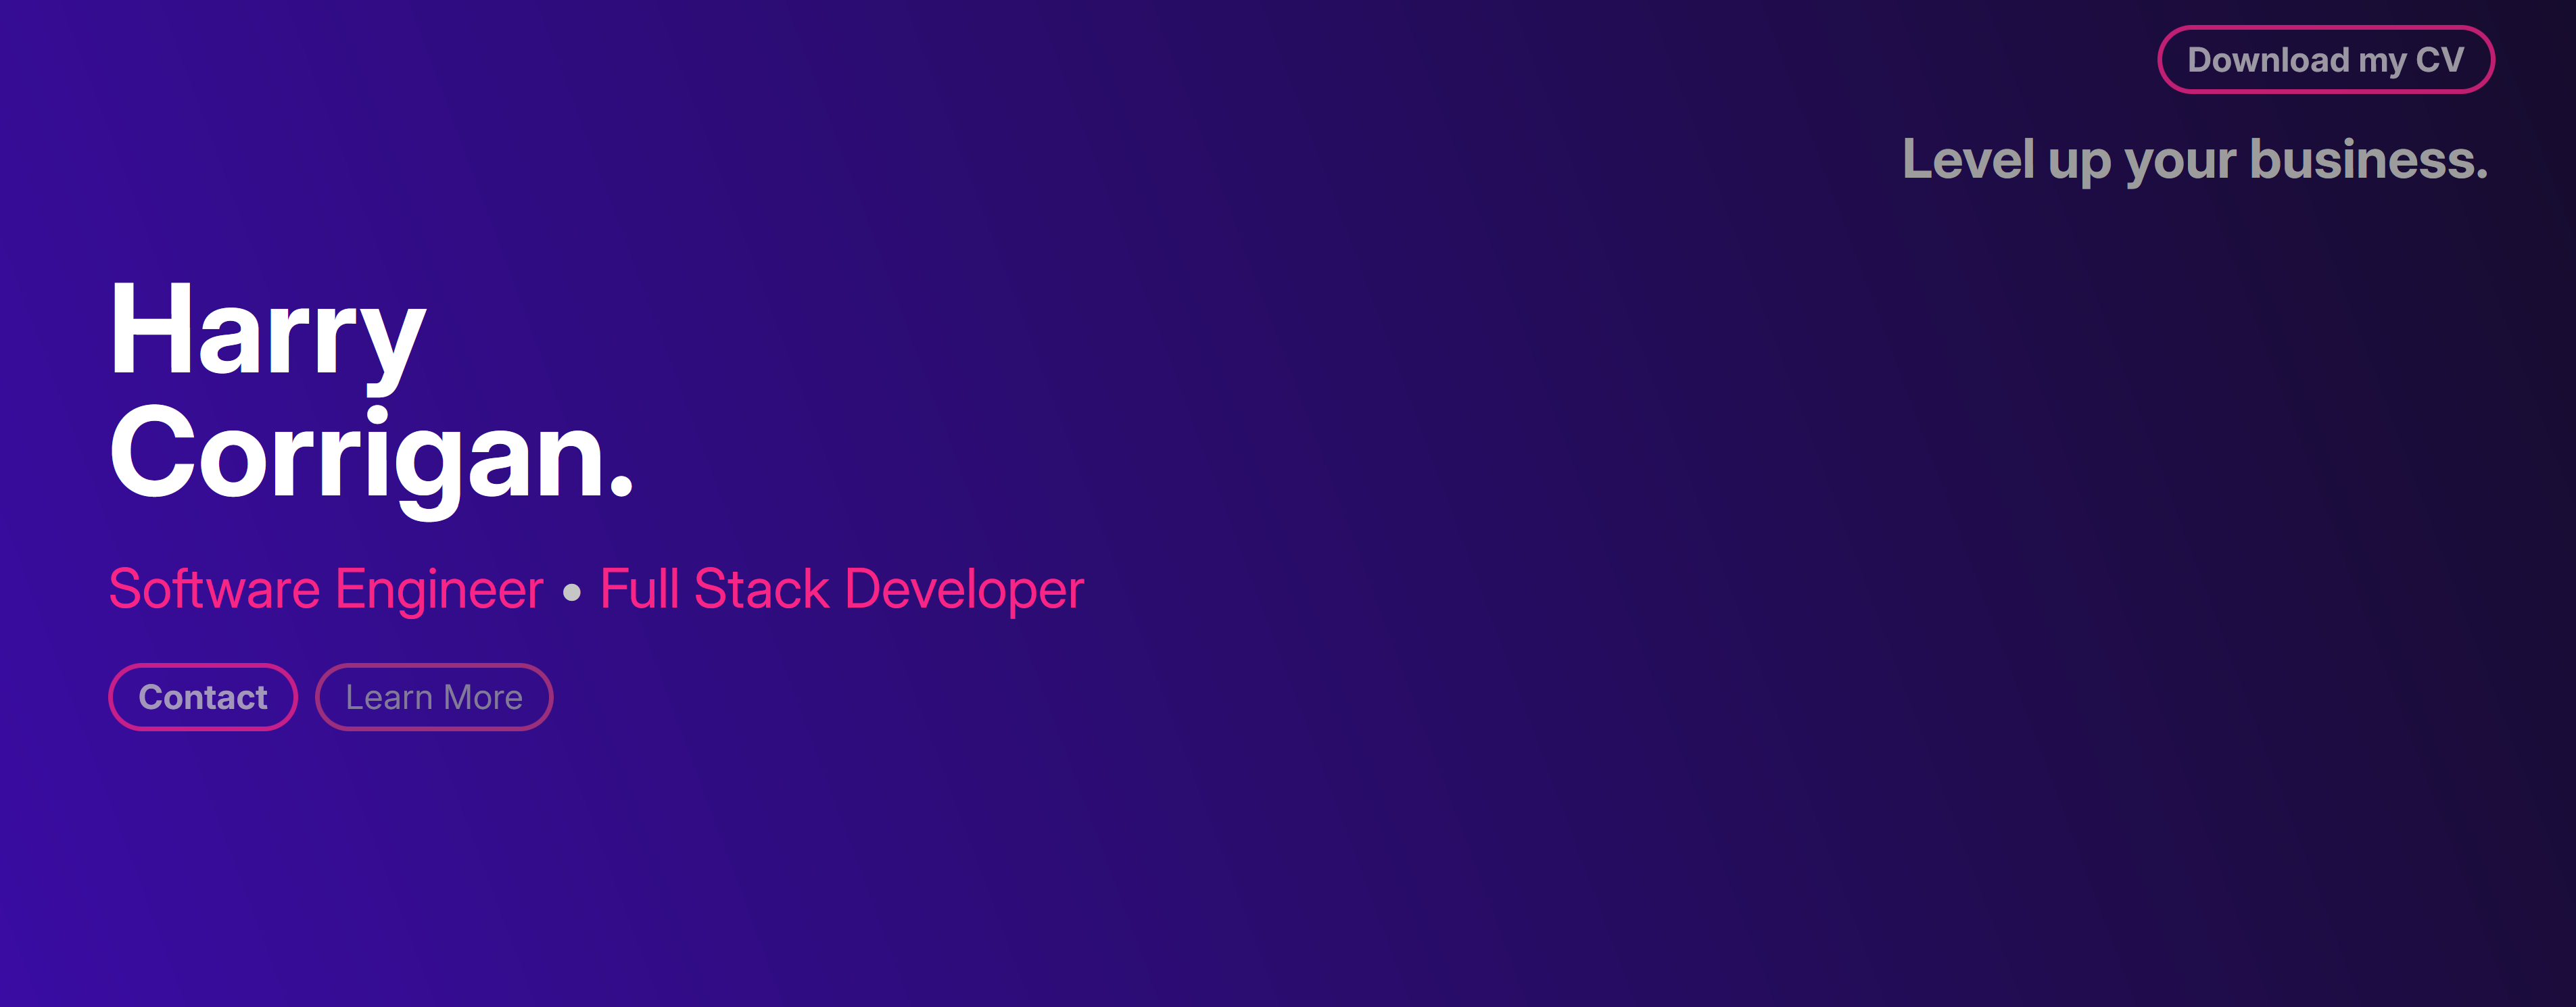 Download my CV
Level up your business.
Harry
Corrigan.
Software Engineer • Full Stack Developer
Contact
Learn More